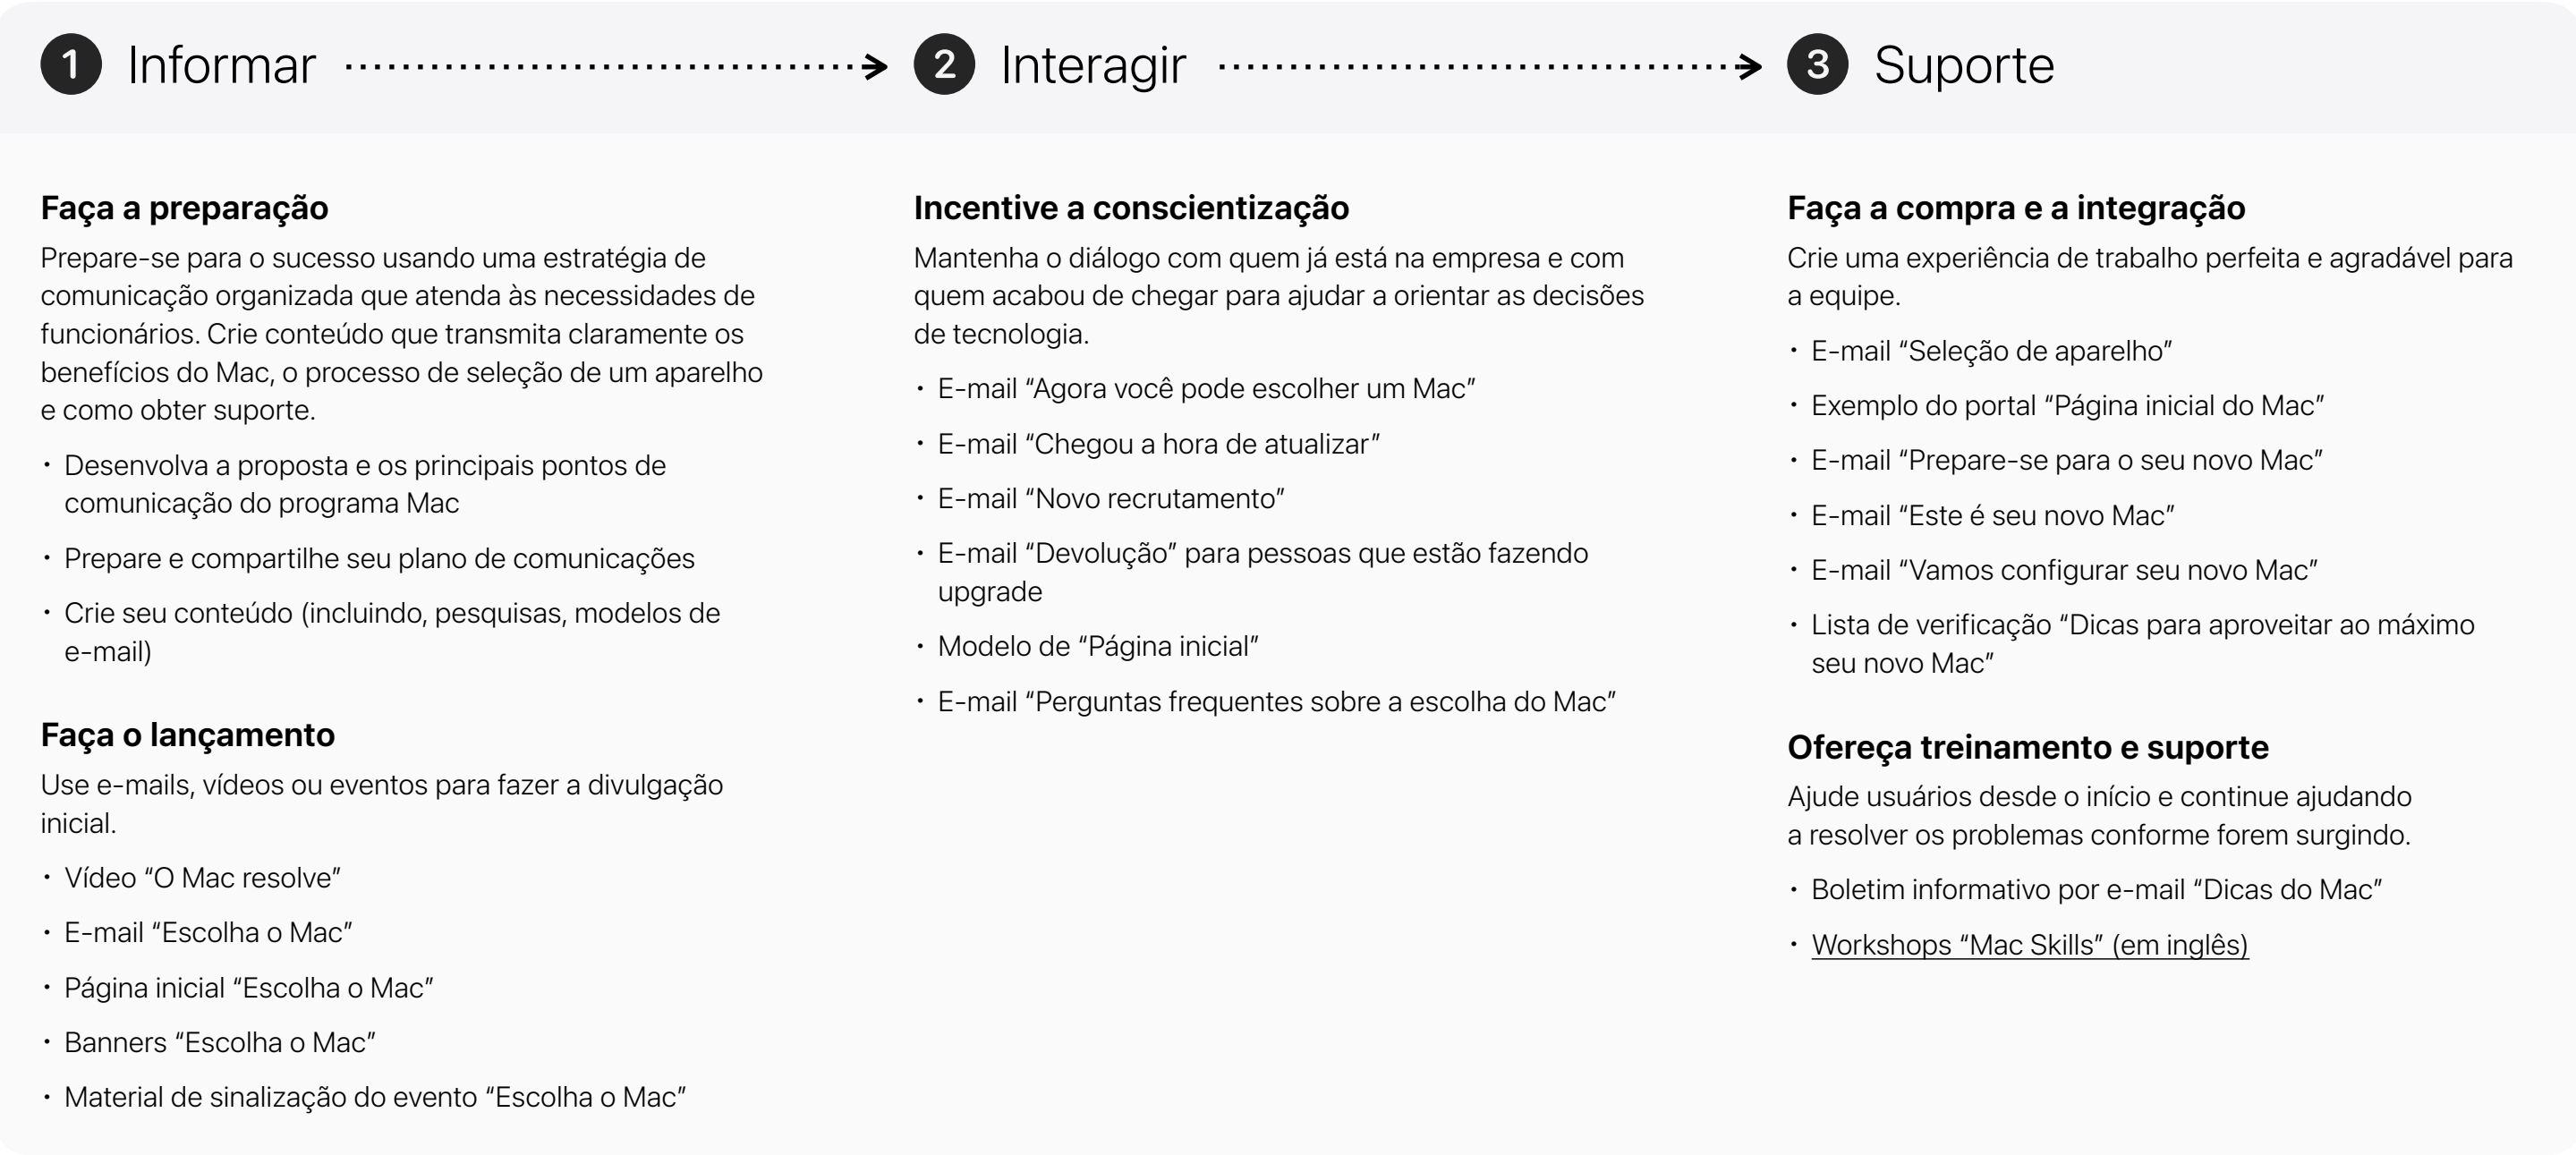 1 Informar
2 Interagir
3 Suporte
Faça a preparação
Prepare-se para o sucesso usando uma estratégia de
comunicação organizada que atenda às necessidades de
funcionários. Crie conteúdo que transmita claramente os
benefícios do Mac, o processo de seleção de um aparelho
e como obter suporte.
• Desenvolva a proposta e os principais pontos de
comunicação do programa Mac
• Prepare e compartilhe seu plano de comunicações
• Crie seu conteúdo (incluindo, pesquisas, modelos de
e-mail)
Faça o lançamento
Use e-mails, vídeos ou eventos para fazer a divulgação
inicial.
• Vídeo “O Mac resolve”
• E-mail “Escolha o Mac”
• Página inicial “Escolha o Mac”
• Banners “Escolha o Mac”
• Material de sinalização do evento “Escolha o Mac”
Incentive a conscientização
Mantenha o diálogo com quem já está na empresa e com
quem acabou de chegar para ajudar a orientar as decisões
de tecnologia.
• E-mail “Agora você pode escolher um Mac”
• E-mail “Chegou a hora de atualizar”
• E-mail “Novo recrutamento”
• E-mail “Devolução” para pessoas que estão fazendo
upgrade
• Modelo de “Página inicial”
• E-mail “Perguntas frequentes sobre a escolha do Mac”
Faça a compra e a integração
Crie uma experiência de trabalho perfeita e agradável para
a equipe.
• E-mail “Seleção de aparelho”
• Exemplo do portal “Página inicial do Mac”
• E-mail “Prepare-se para o seu novo Mac”
• E-mail “Este é seu novo Mac”
• E-mail “Vamos configurar seu novo Mac”
• Lista de verificação “Dicas para aproveitar ao máximo
seu novo Mac”
Ofereça treinamento e suporte
Ajude usuários desde o início e continue ajudando
a resolver os problemas conforme forem surgindo.
• Boletim informativo por e-mail “Dicas do Mac”
• Workshops “Mac Skills” (em inglês)